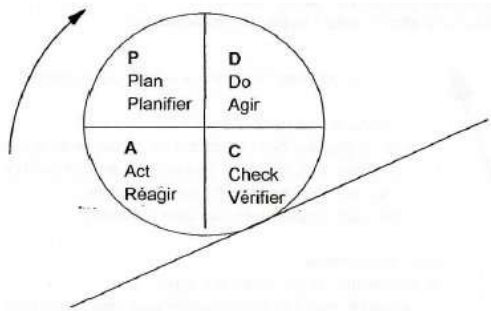 P
Plan
Planifier
D
Do
Agir
A
Act
Réagir
C
Check
Vérifier